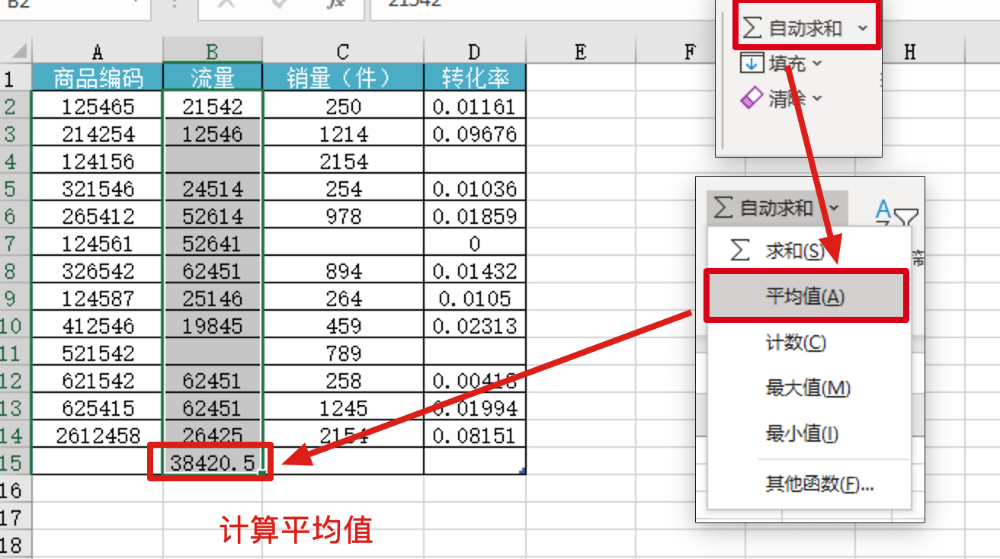 B2 fx 21542
A B C D E F H
1 商品编码 流量 销量（件） 转化率
2 125465 21542 250 0.01161
3 214254 12546 1214 0.09676
4 124156 2154
5 321546 24514 254 0.01036
6 265412 52614 978 0.01859
7 124561 52641 0
8 326542 62451 894 0.01432
9 124587 25146 264 0.0105
10 412546 19845 459 0.02313
11 521542 789
12 621542 62451 258 0.00418
13 625415 62451 1245 0.01994
14 2612458 26425 2154 0.08151
15 38420.5
16
17
18
计算平均值
∑ 自动求和
填充
清除
∑ 自动求和
∑ 求和(S)
平均值(A)
计数(C)
最大值(M)
最小值(I)
其他函数(F)...